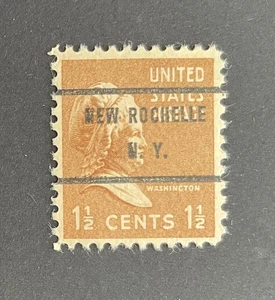 UNITED
STATES
NEW ROCHELLE
N. Y.
WASHINGTON
1½ CENTS 1½